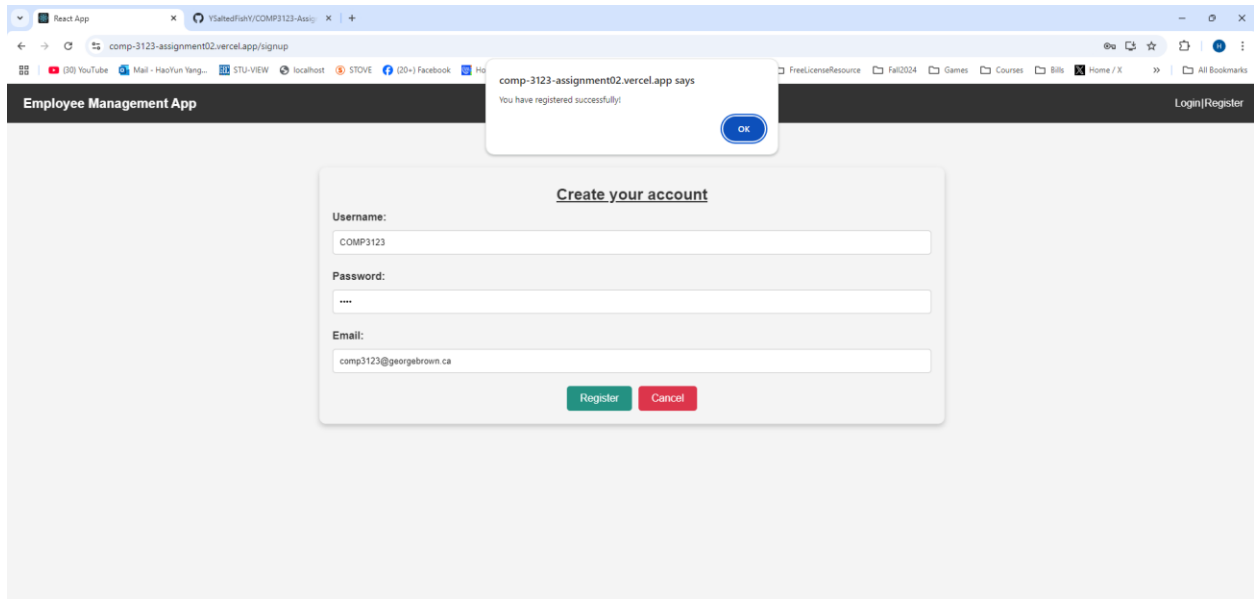 React App
YSaltedFishY/COMP3123-Assig
comp-3123-assignment02.vercel.app/signup
(30) YouTube Mail - HaoYun Yang... STU-VIEW localhost STOVE (20+) Facebook FreeLicenseResource Fall2024 Games Courses Bills Home / X All Bookmarks
comp-3123-assignment02.vercel.app says
You have registered successfully!
OK
Employee Management App
Login|Register
Create your account
Username:
COMP3123
Password:
••••
Email:
comp3123@georgebrown.ca
Register Cancel